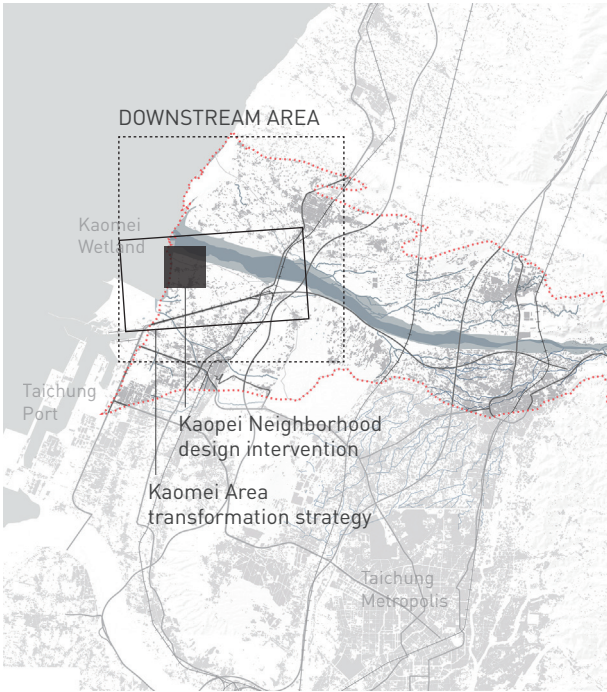 DOWNSTREAM AREA
Kaomei
Wetland
Taichung
Port
Kaopei Neighborhood
design intervention
Kaomei Area
transformation strategy
Taichung
Metropolis